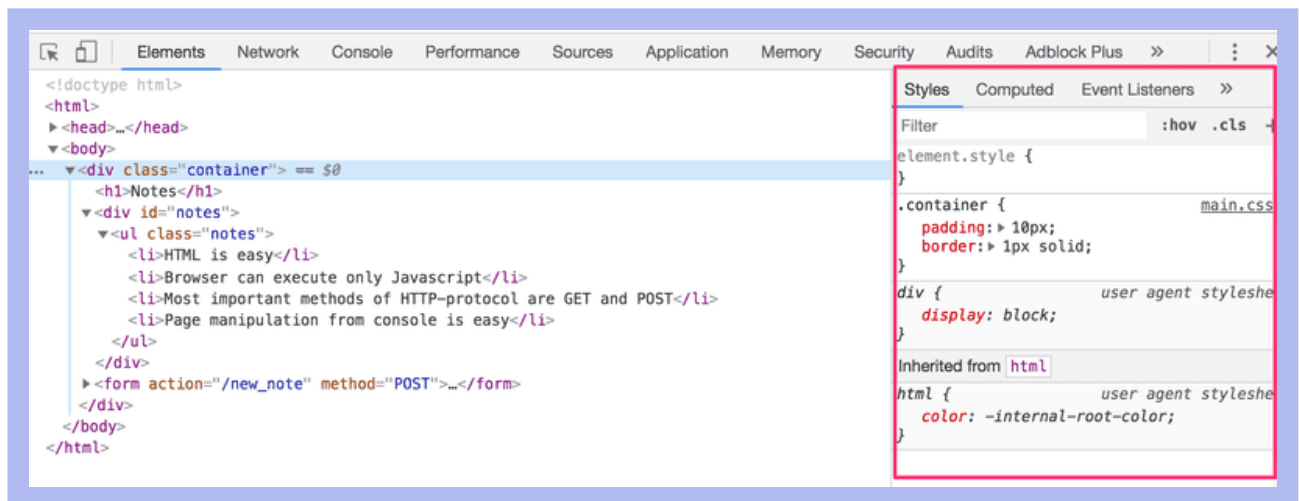 Elements Network Console Performance Sources Application Memory Security Audits Adblock Plus »
<!doctype html>
<html>
▶<head>…</head>
▼<body>
… ▼<div class="container"> == $0
<h1>Notes</h1>
▼<div id="notes">
▼<ul class="notes">
<li>HTML is easy</li>
<li>Browser can execute only Javascript</li>
<li>Most important methods of HTTP-protocol are GET and POST</li>
<li>Page manipulation from console is easy</li>
</ul>
</div>
▶<form action="/new_note" method="POST">…</form>
</div>
</body>
</html>
Styles Computed Event Listeners »
Filter :hov .cls +
element.style {
}
.container { main.css
padding:▶ 10px;
border:▶ 1px solid;
}
div { user agent styleshe
display: block;
}
Inherited from html
html { user agent styleshe
color: -internal-root-color;
}